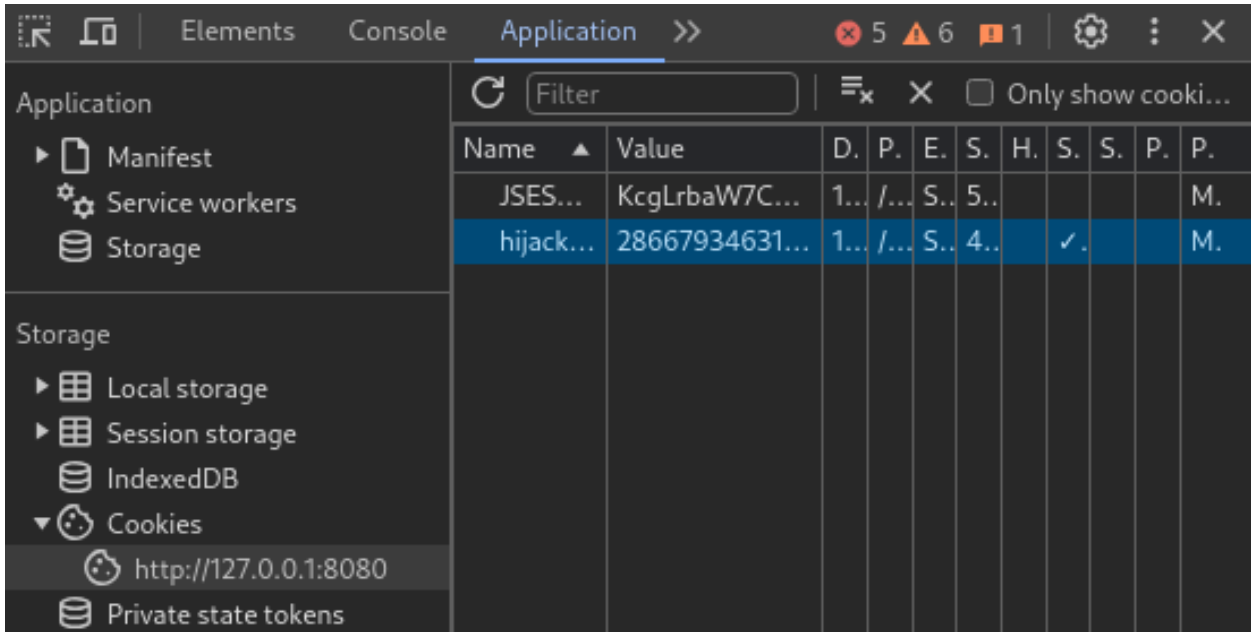 Elements Console Application 5 6 1
Application
Manifest
Service workers
Storage
Storage
Local storage
Session storage
IndexedDB
Cookies
http://127.0.0.1:8080
Private state tokens
Filter Only show cooki...
Name Value D. P. E. S. H. S. S. P. P.
JSES... KcgLrbaW7C... 1... /... S.. 5.. M.
hijack... 28667934631... 1... /... S.. 4.. ✓. M.